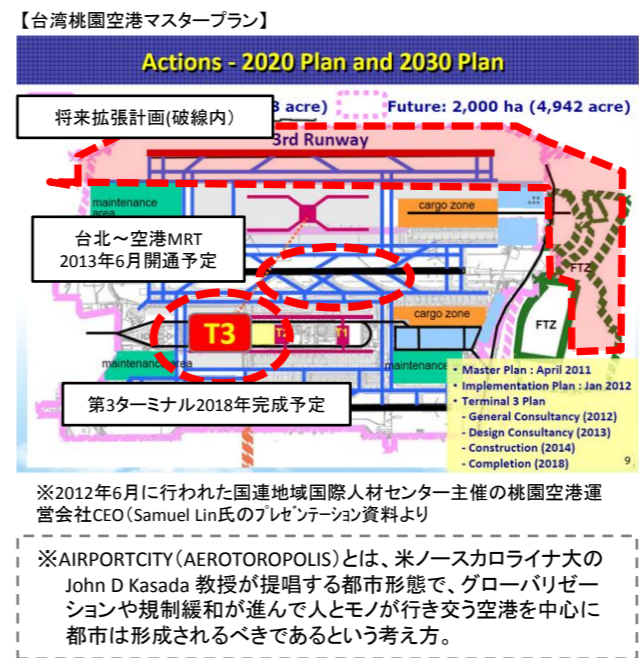 【台湾桃園空港マスタープラン】
Actions - 2020 Plan and 2030 Plan
将来拡張計画(破線内)
acre)
Future: 2,000 ha (4,942 acre)
3rd Runway
maintenance
area
cargo zone
台北～空港MRT
2013年6月開通予定
FTZ
cargo zone
FTZ
T3
T2
T1
maintenance area
maintenance
第3ターミナル2018年完成予定
• Master Plan : April 2011
• Implementation Plan : Jan 2012
• Terminal 3 Plan
- General Consultancy (2012)
- Design Consultancy (2013)
- Construction (2014)
- Completion (2018)
9
※2012年6月に行われた国連地域国際人材センター主催の桃園空港運
営会社CEO(Samuel Lin氏のプレゼンテーション資料より
※AIRPORTCITY(AEROTOROPOLIS)とは、米ノースカロライナ大の
John D Kasada 教授が提唱する都市形態で、グローバリゼー
ションや規制緩和が進んで人とモノが行き交う空港を中心に
都市は形成されるべきであるという考え方。